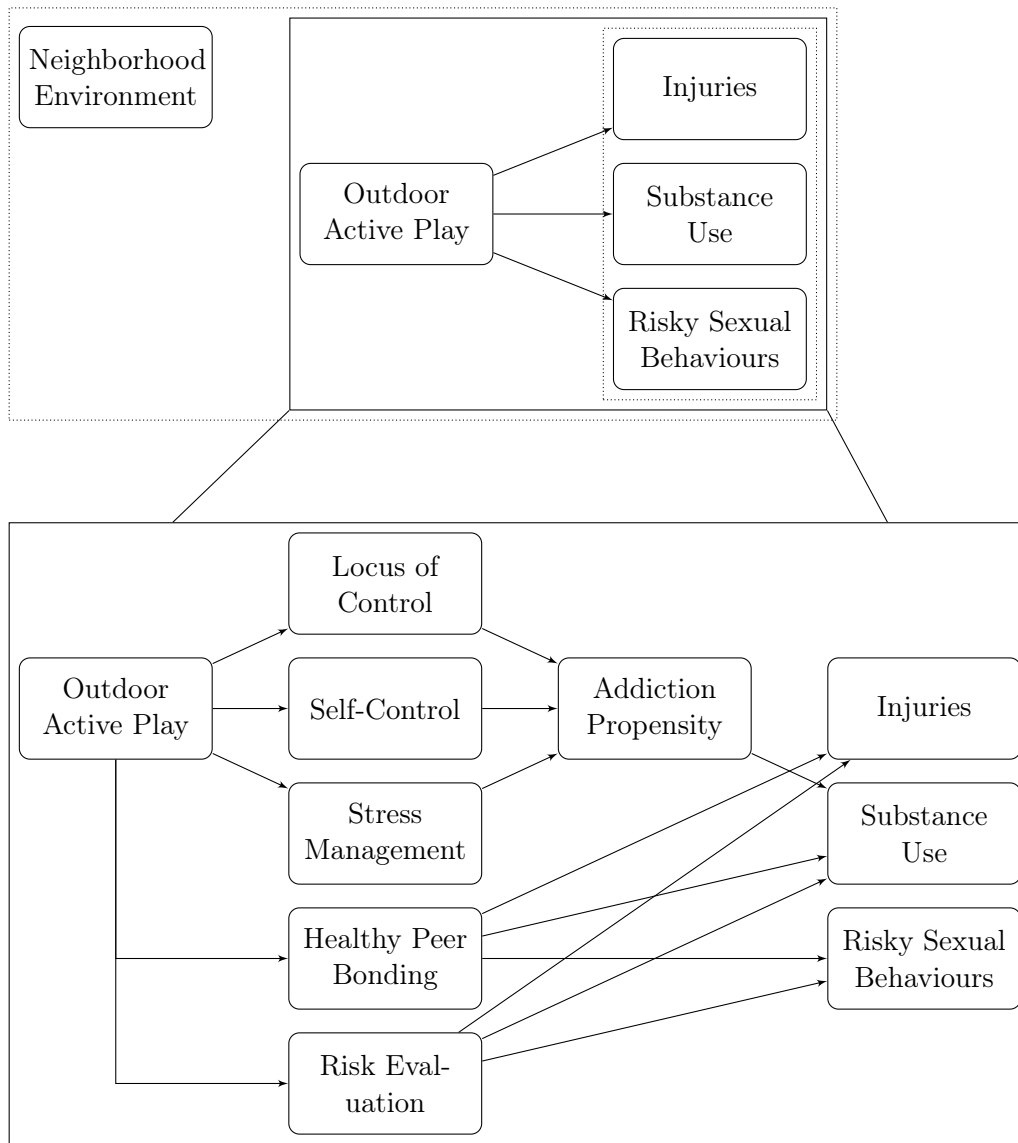 Neighborhood
Environment
Injuries
Outdoor
Active Play
Substance
Use
Risky Sexual
Behaviours
Locus of
Control
Outdoor
Active Play
Self-Control
Addiction
Propensity
Injuries
Stress
Management
Substance
Use
Healthy Peer
Bonding
Risky Sexual
Behaviours
Risk Eval-
uation